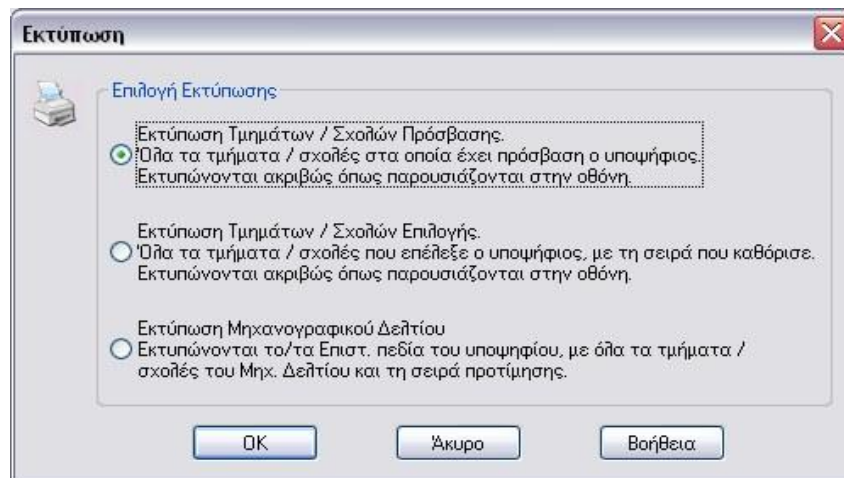 Εκτύπωση
Επιλογή Εκτύπωσης
Εκτύπωση Τμημάτων / Σχολών Πρόσβασης.
Όλα τα τμήματα / σχολές στα οποία έχει πρόσβαση ο υποψήφιος.
Εκτυπώνονται ακριβώς όπως παρουσιάζονται στην οθόνη.
Εκτύπωση Τμημάτων / Σχολών Επιλογής.
Όλα τα τμήματα / σχολές που επέλεξε ο υποψήφιος, με τη σειρά που καθόρισε.
Εκτυπώνονται ακριβώς όπως παρουσιάζονται στην οθόνη.
Εκτύπωση Μηχανογραφικού Δελτίου
Εκτυπώνονται το/τα Επιστ. πεδία του υποψηφίου, με όλα τα τμήματα /
σχολές του Μηχ. Δελτίου και τη σειρά προτίμησης.
OK
Άκυρο
Βοήθεια